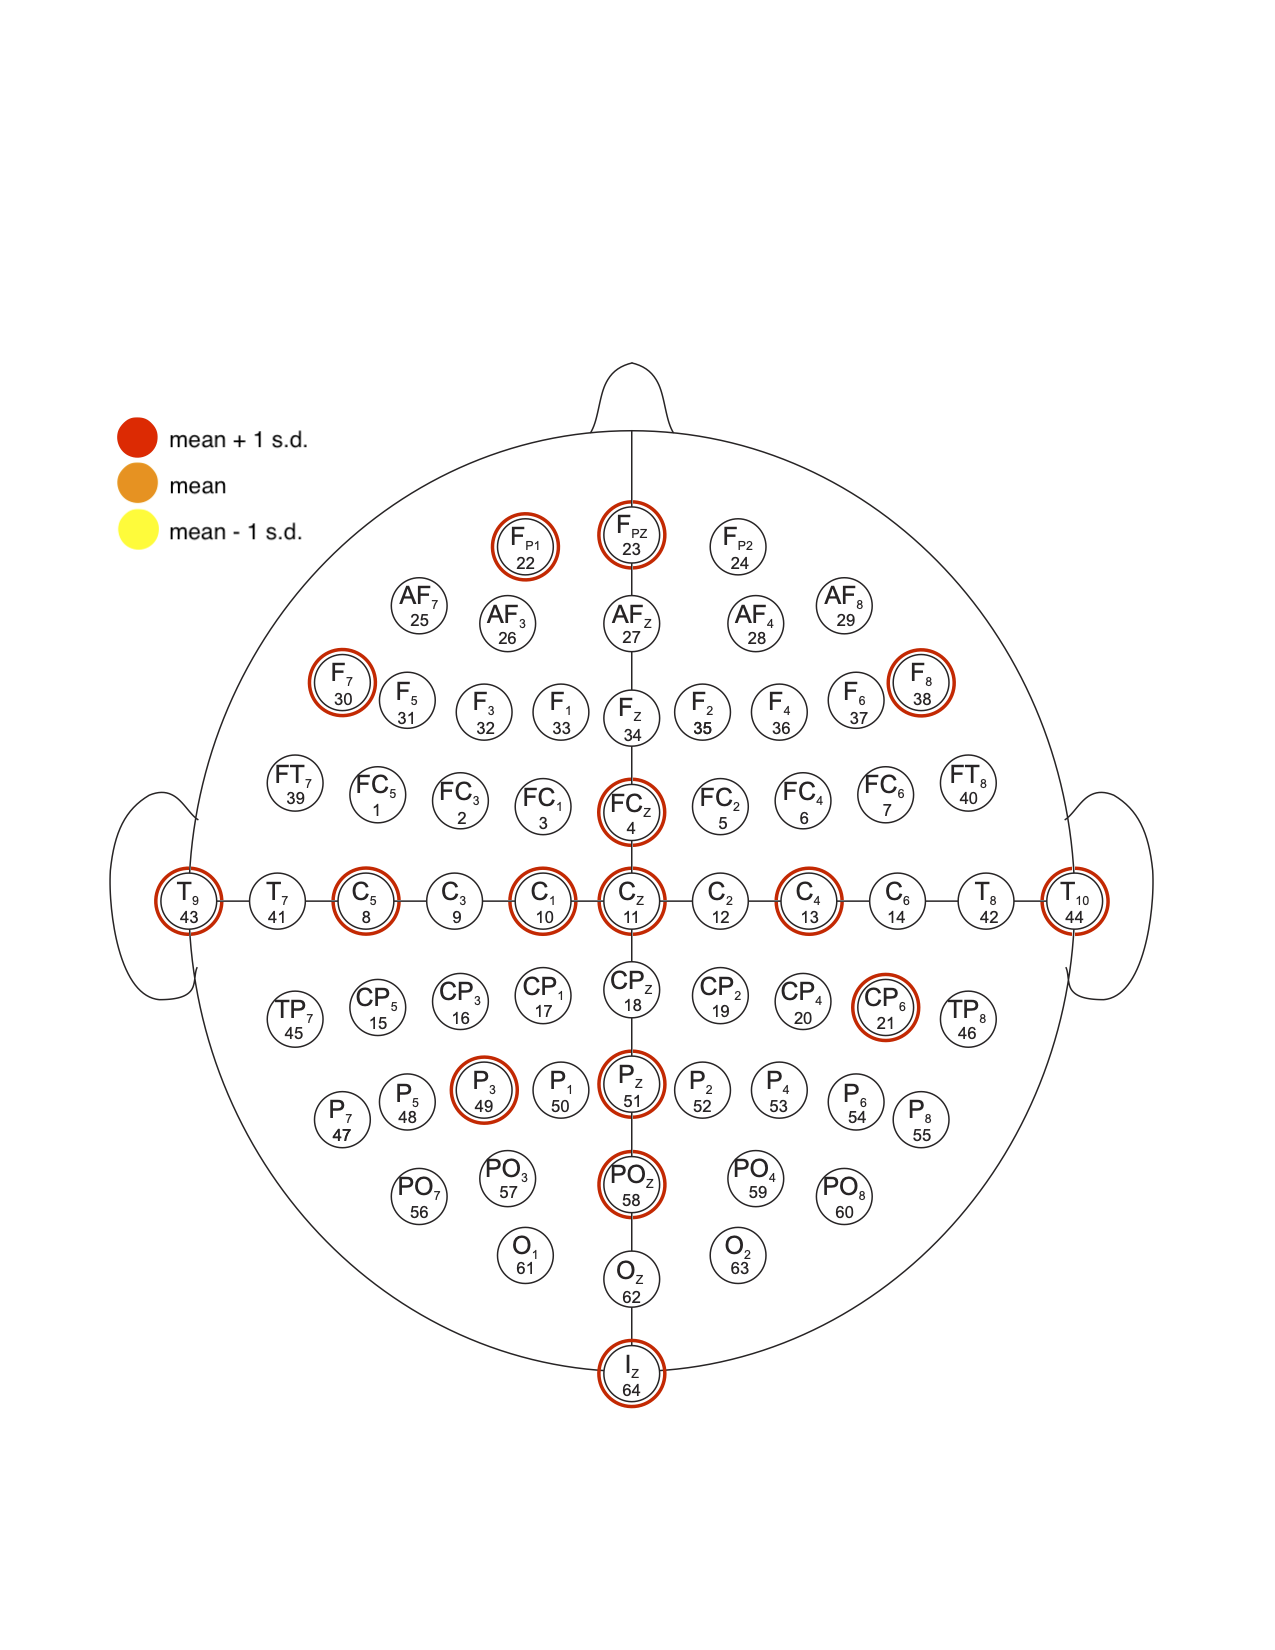 mean + 1 s.d.
mean
mean - 1 s.d.
FP1 22
FPZ 23
FP2 24
AF7 25
AF3 26
AFZ 27
AF4 28
AF8 29
F7 30
F5 31
F3 32
F1 33
FZ 34
F2 35
F4 36
F6 37
F8 38
FT7 39
FC5 1
FC3 2
FC1 3
FCZ 4
FC2 5
FC4 6
FC6 7
FT8 40
T9 43
T7 41
C5 8
C3 9
C1 10
CZ 11
C2 12
C4 13
C6 14
T8 42
T10 44
TP7 45
CP5 15
CP3 16
CP1 17
CPZ 18
CP2 19
CP4 20
CP6 21
TP8 46
P7 47
P5 48
P3 49
P1 50
PZ 51
P2 52
P4 53
P6 54
P8 55
PO7 56
PO3 57
POZ 58
PO4 59
PO8 60
O1 61
OZ 62
O2 63
IZ 64